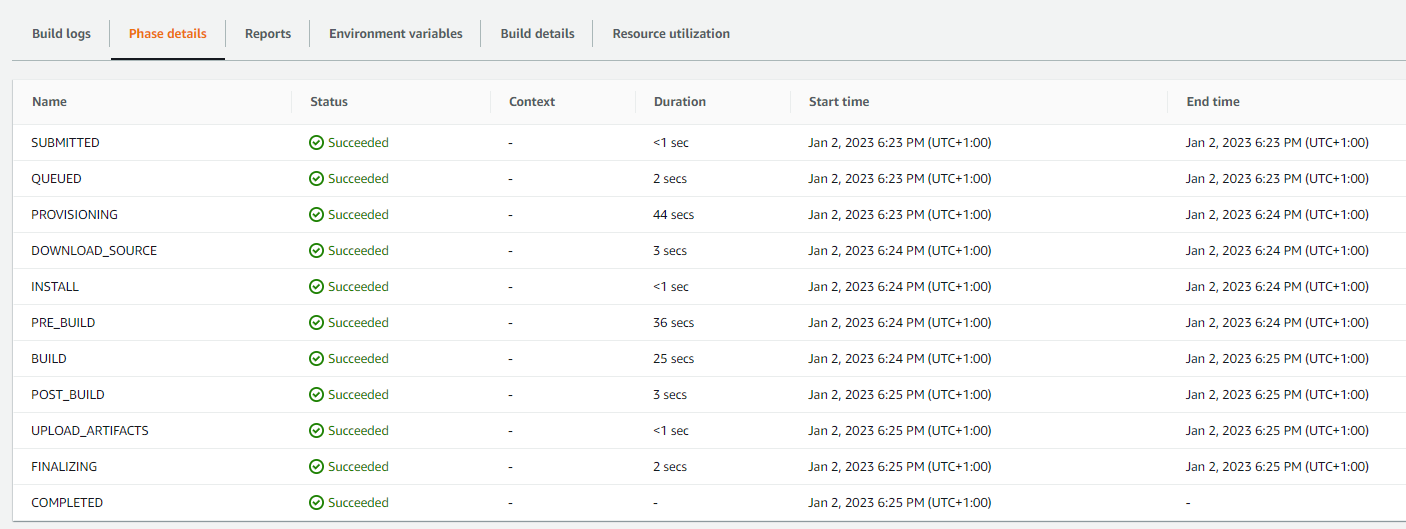 Build logs Phase details Reports Environment variables Build details Resource utilization
Name Status Context Duration Start time End time
SUBMITTED Succeeded - <1 sec Jan 2, 2023 6:23 PM (UTC+1:00) Jan 2, 2023 6:23 PM (UTC+1:00)
QUEUED Succeeded - 2 secs Jan 2, 2023 6:23 PM (UTC+1:00) Jan 2, 2023 6:23 PM (UTC+1:00)
PROVISIONING Succeeded - 44 secs Jan 2, 2023 6:23 PM (UTC+1:00) Jan 2, 2023 6:24 PM (UTC+1:00)
DOWNLOAD_SOURCE Succeeded - 3 secs Jan 2, 2023 6:24 PM (UTC+1:00) Jan 2, 2023 6:24 PM (UTC+1:00)
INSTALL Succeeded - <1 sec Jan 2, 2023 6:24 PM (UTC+1:00) Jan 2, 2023 6:24 PM (UTC+1:00)
PRE_BUILD Succeeded - 36 secs Jan 2, 2023 6:24 PM (UTC+1:00) Jan 2, 2023 6:24 PM (UTC+1:00)
BUILD Succeeded - 25 secs Jan 2, 2023 6:24 PM (UTC+1:00) Jan 2, 2023 6:25 PM (UTC+1:00)
POST_BUILD Succeeded - 3 secs Jan 2, 2023 6:25 PM (UTC+1:00) Jan 2, 2023 6:25 PM (UTC+1:00)
UPLOAD_ARTIFACTS Succeeded - <1 sec Jan 2, 2023 6:25 PM (UTC+1:00) Jan 2, 2023 6:25 PM (UTC+1:00)
FINALIZING Succeeded - 2 secs Jan 2, 2023 6:25 PM (UTC+1:00) Jan 2, 2023 6:25 PM (UTC+1:00)
COMPLETED Succeeded - - Jan 2, 2023 6:25 PM (UTC+1:00) -